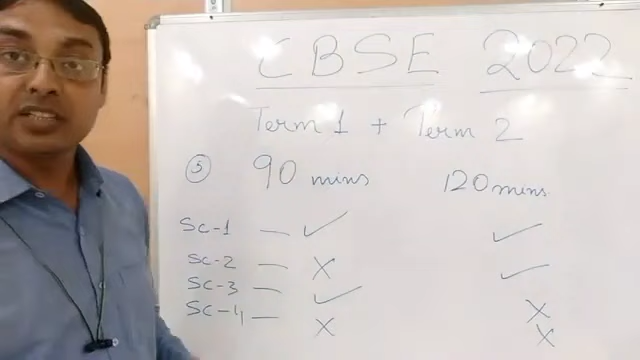 CBSE 2022
Term 1 + Term 2
5 90 mins 120 mins
SC-1 — ✓ ✓
SC-2 — X ✓
SC-3 — ✓ X
SC-4 — X X